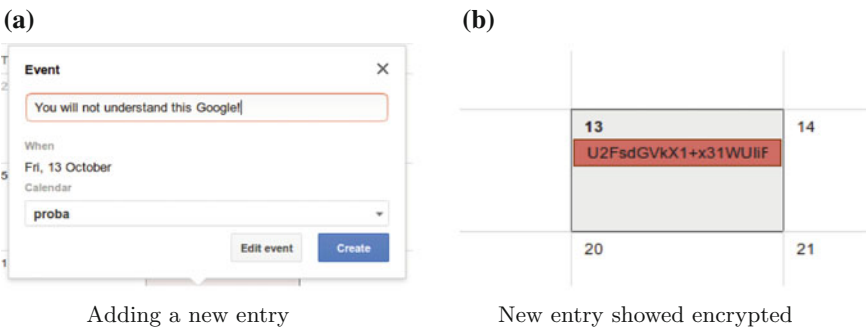 (a)
Event
You will not understand this Google!
When
Fri, 13 October
Calendar
proba
Edit event
Create
Adding a new entry
(b)
13
14
U2FsdGVkX1+x31WUIiF
20
21
New entry showed encrypted